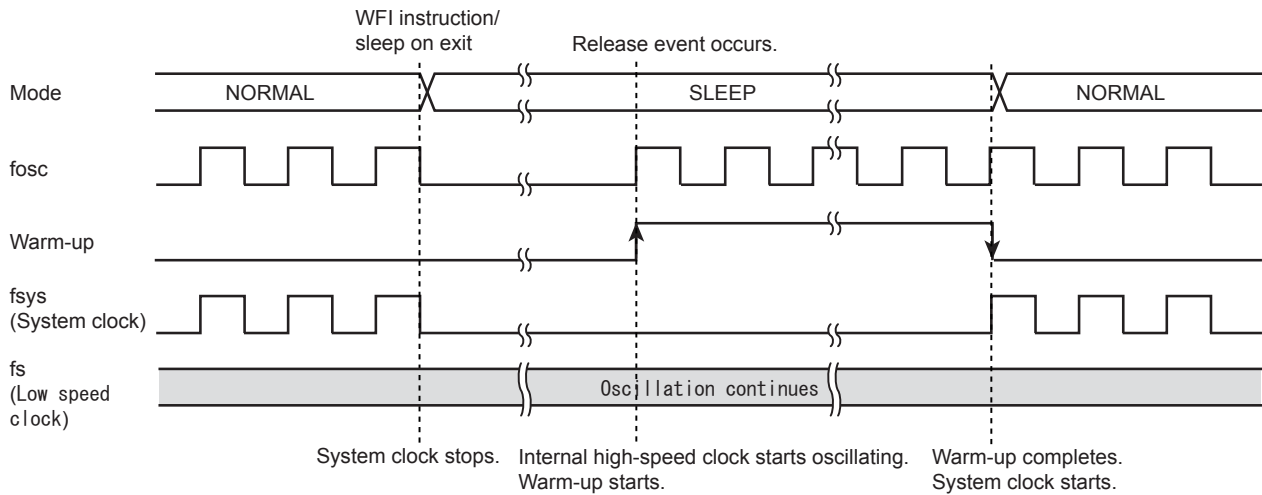 WFI instruction/
sleep on exit
Release event occurs.
Mode
NORMAL
SLEEP
NORMAL
fosc
Warm-up
fsys
(System clock)
fs
(Low speed
clock)
Oscillation continues
System clock stops.
Internal high-speed clock starts oscillating.
Warm-up starts.
Warm-up completes.
System clock starts.